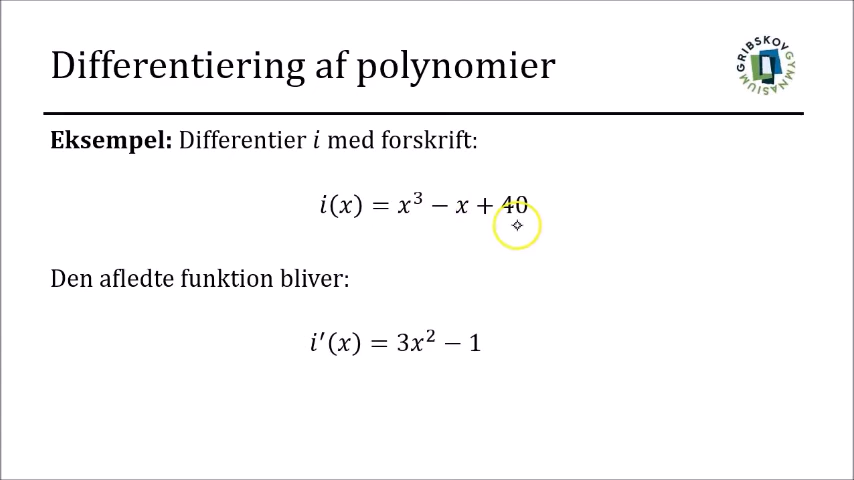 Differentiering af polynomier
GRIBSKOV GYMNASIUM
Eksempel: Differentier i med forskrift:
i(x) = x³ − x + 40
Den afledte funktion bliver:
i′(x) = 3x² − 1